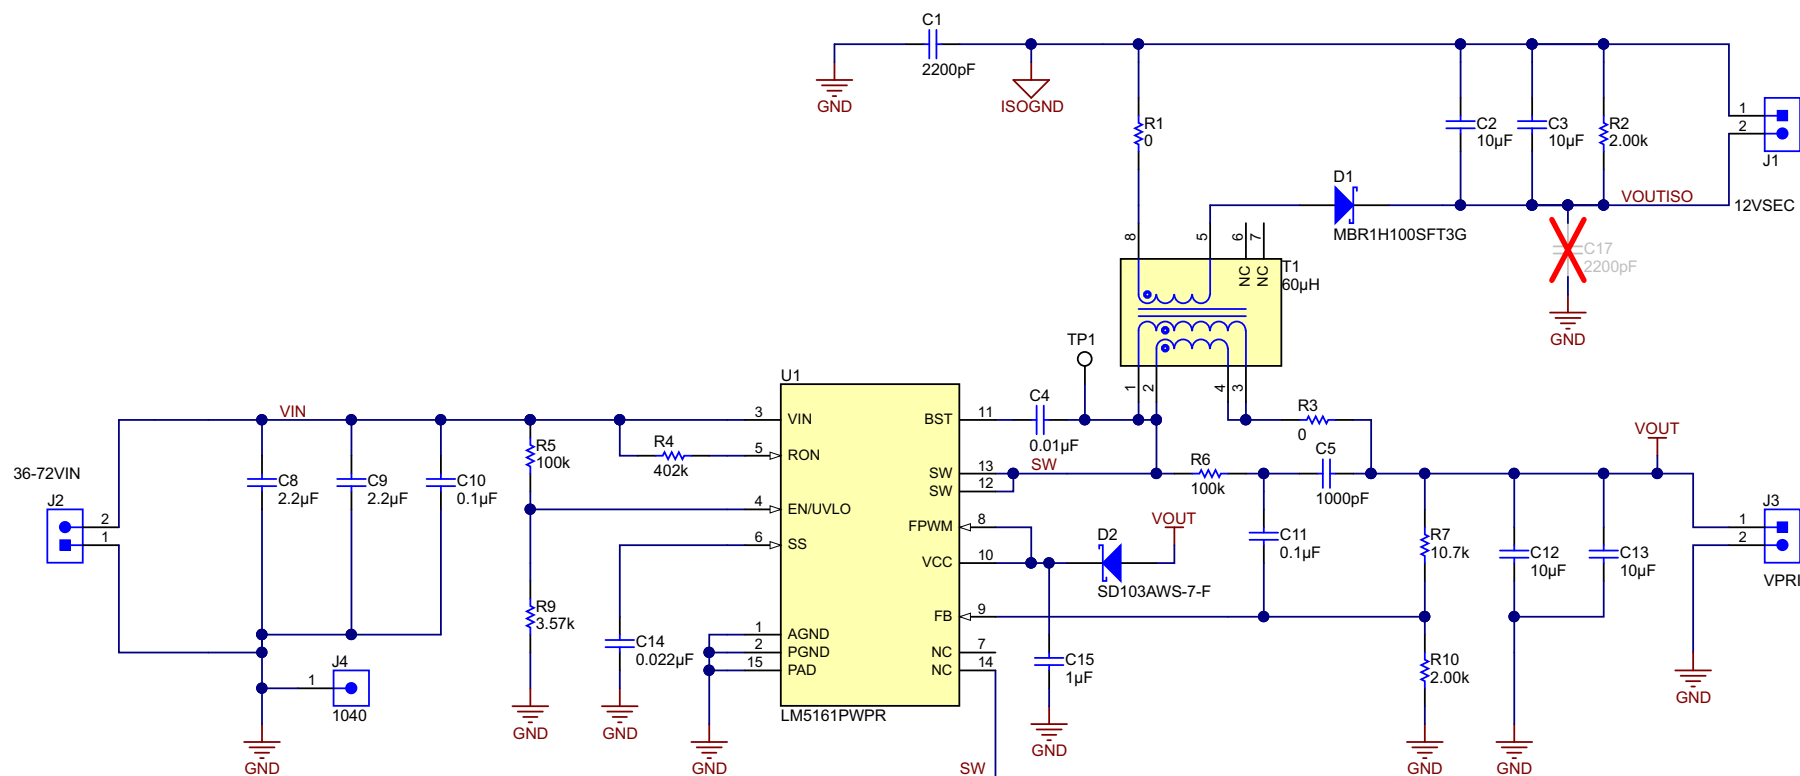 C1
2200pF
GND
ISOGND
R1
0
C2
10µF
C3
10µF
R2
2.00k
1
2
J1
D1
MBR1H100SFT3G
VOUTISO
12VSEC
C17
2200pF
GND
8
5
6
7
NC
NC
T1
60µH
1
2
4
3
TP1
U1
VIN
3
VIN
BST
11
C4
0.01µF
R3
0
5
RON
R4
402k
R5
100k
36-72VIN
J2
2
1
C8
2.2µF
C9
2.2µF
C10
0.1µF
4
EN/UVLO
6
SS
SW
13
SW
12
SW
R6
100k
C5
1000pF
VOUT
FPWM
8
VCC
10
D2
SD103AWS-7-F
VOUT
C11
0.1µF
R7
10.7k
C12
10µF
C13
10µF
J3
1
2
VPRI
FB
9
R9
3.57k
C14
0.022µF
1
AGND
2
PGND
15
PAD
NC
7
NC
14
C15
1µF
R10
2.00k
GND
J4
1
1040
LM5161PWPR
GND
GND
GND
GND
GND
GND
GND
SW